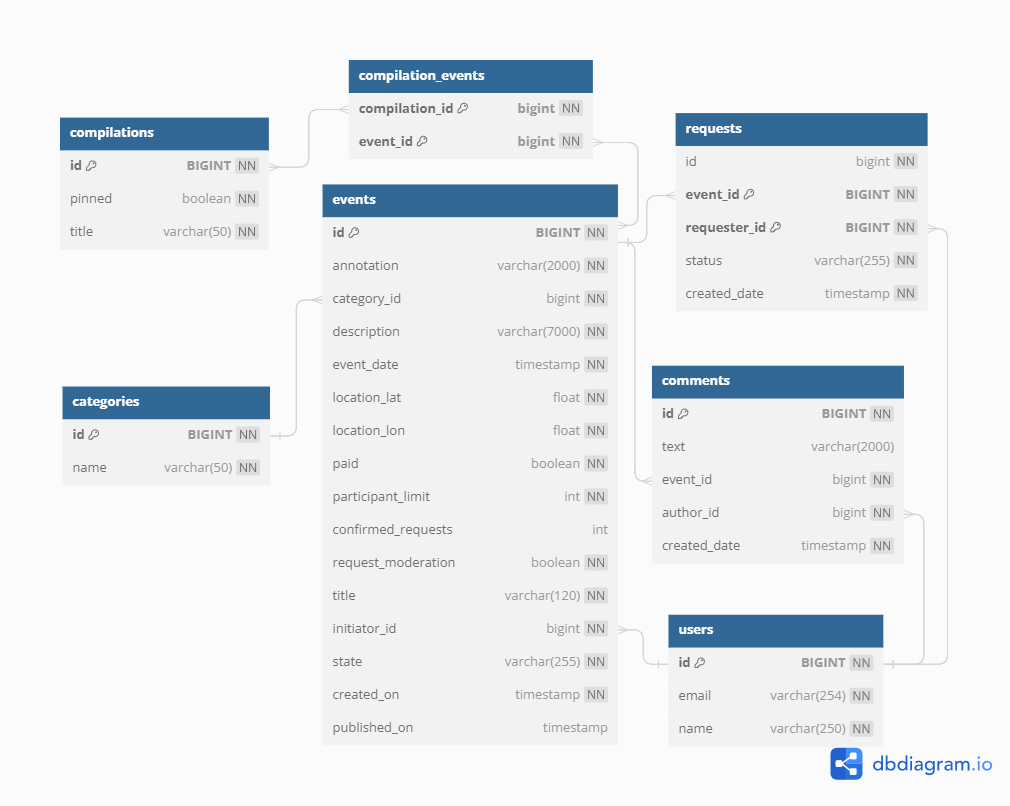 compilation_events
compilation_id bigint NN
event_id bigint NN
compilations
id BIGINT NN
pinned boolean NN
title varchar(50) NN
requests
id bigint NN
event_id BIGINT NN
requester_id BIGINT NN
status varchar(255) NN
created_date timestamp NN
events
id BIGINT NN
annotation varchar(2000) NN
category_id bigint NN
description varchar(7000) NN
event_date timestamp NN
location_lat float NN
location_lon float NN
paid boolean NN
participant_limit int NN
confirmed_requests int
request_moderation boolean NN
title varchar(120) NN
initiator_id bigint NN
state varchar(255) NN
created_on timestamp NN
published_on timestamp
categories
id BIGINT NN
name varchar(50) NN
comments
id BIGINT NN
text varchar(2000)
event_id bigint NN
author_id bigint NN
created_date timestamp NN
users
id BIGINT NN
email varchar(254) NN
name varchar(250) NN
dbdiagram.io